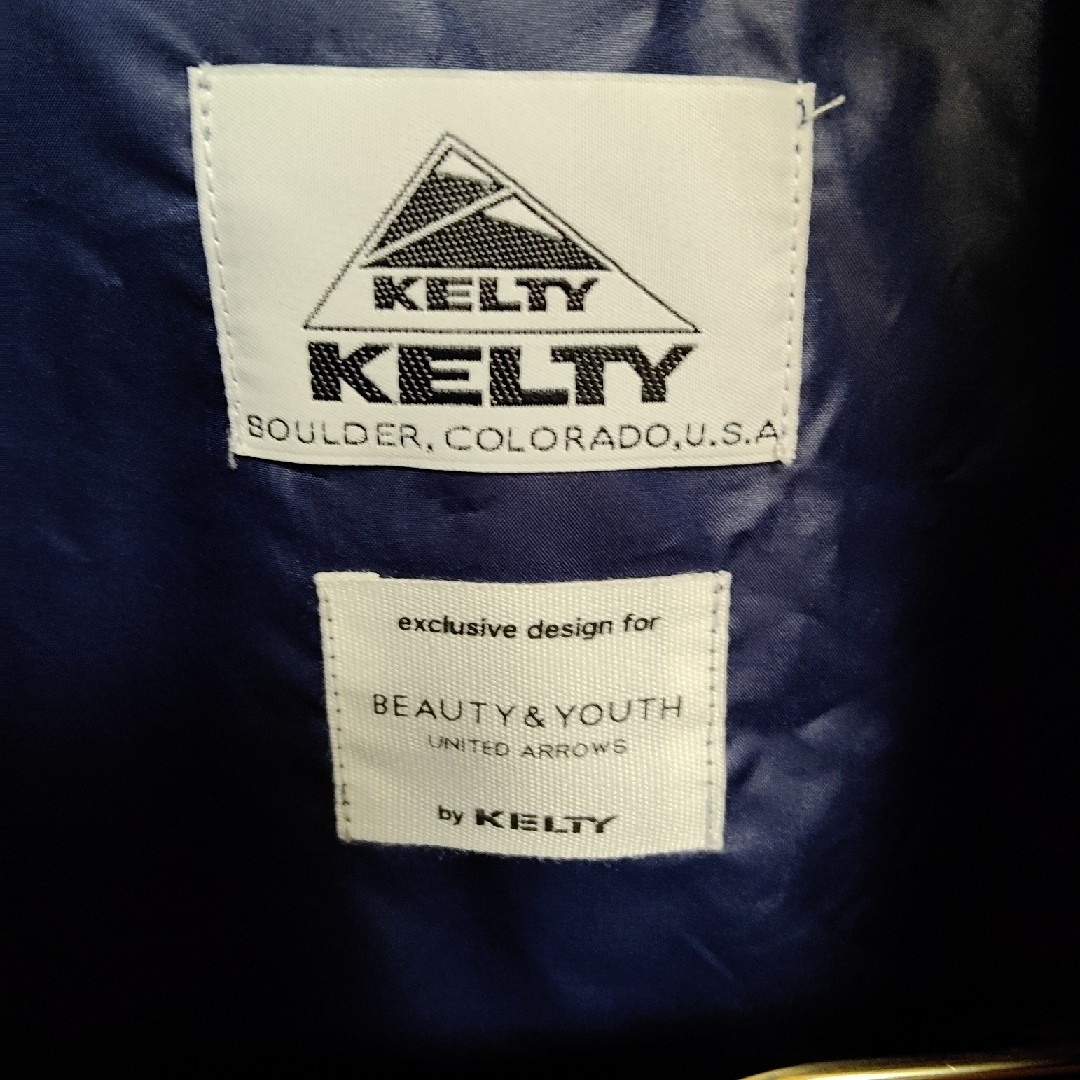 KELTY
KELTY
BOULDER, COLORADO, U.S.A
exclusive design for
BEAUTY & YOUTH
UNITED ARROWS
by KELTY